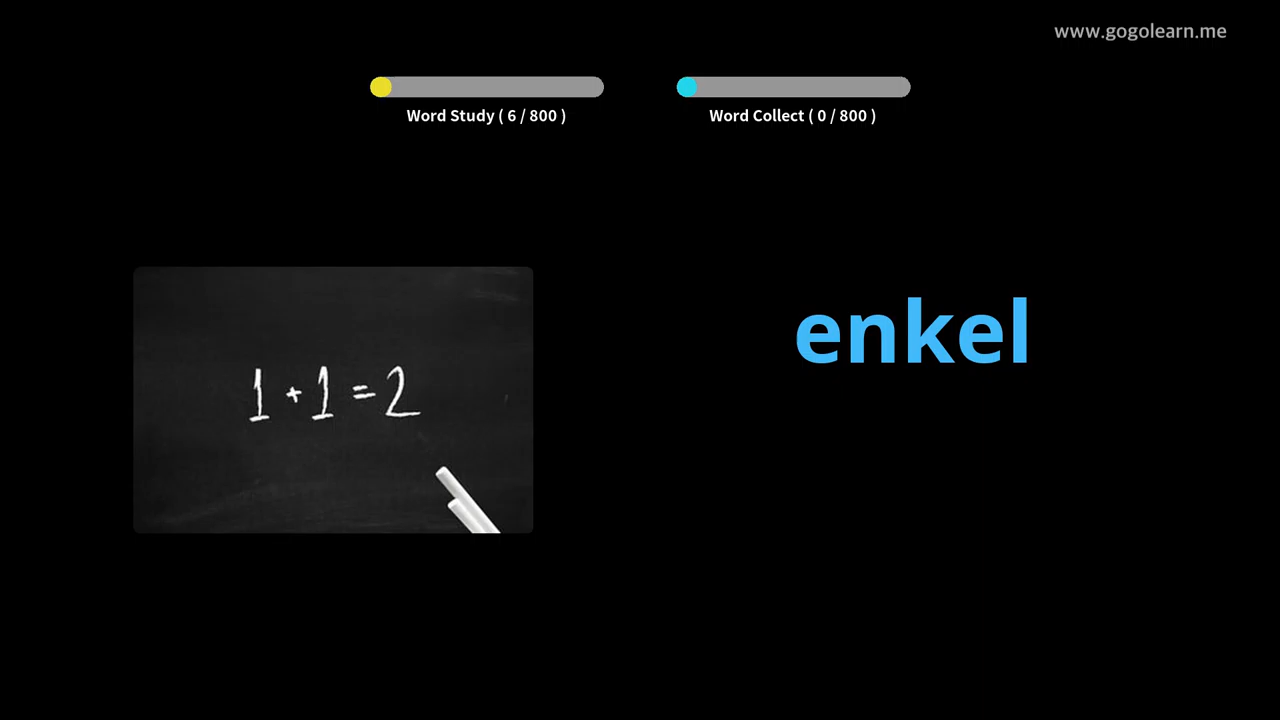 www.gogolearn.me
Word Study ( 6 / 800 )
Word Collect ( 0 / 800 )
enkel
1 + 1 = 2